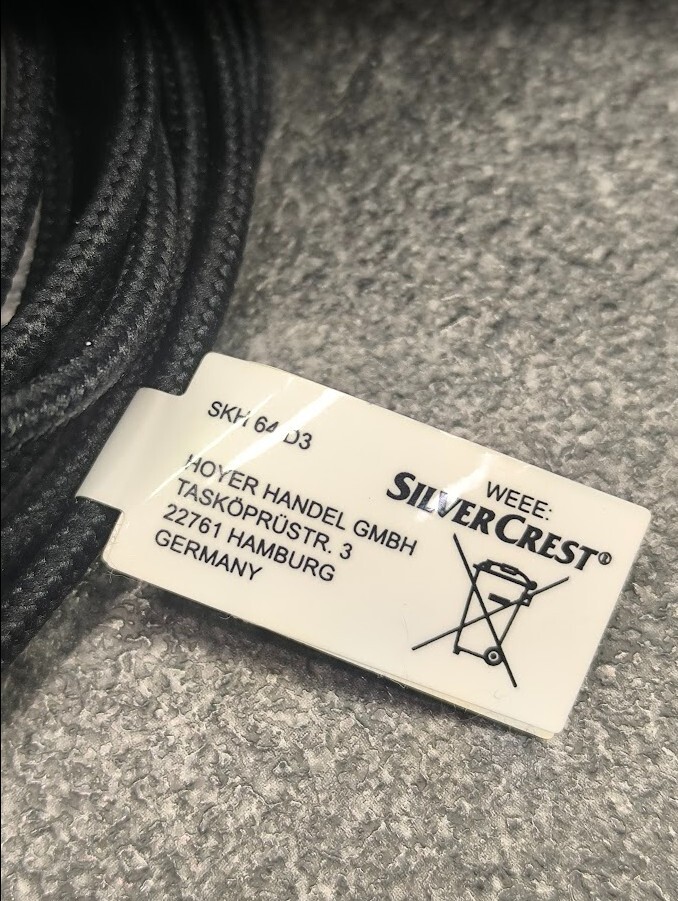 SKH 64 D3
HOYER HANDEL GMBH
TASKÖPRÜSTR. 3
22761 HAMBURG
GERMANY
WEEE:
SILVERCREST®